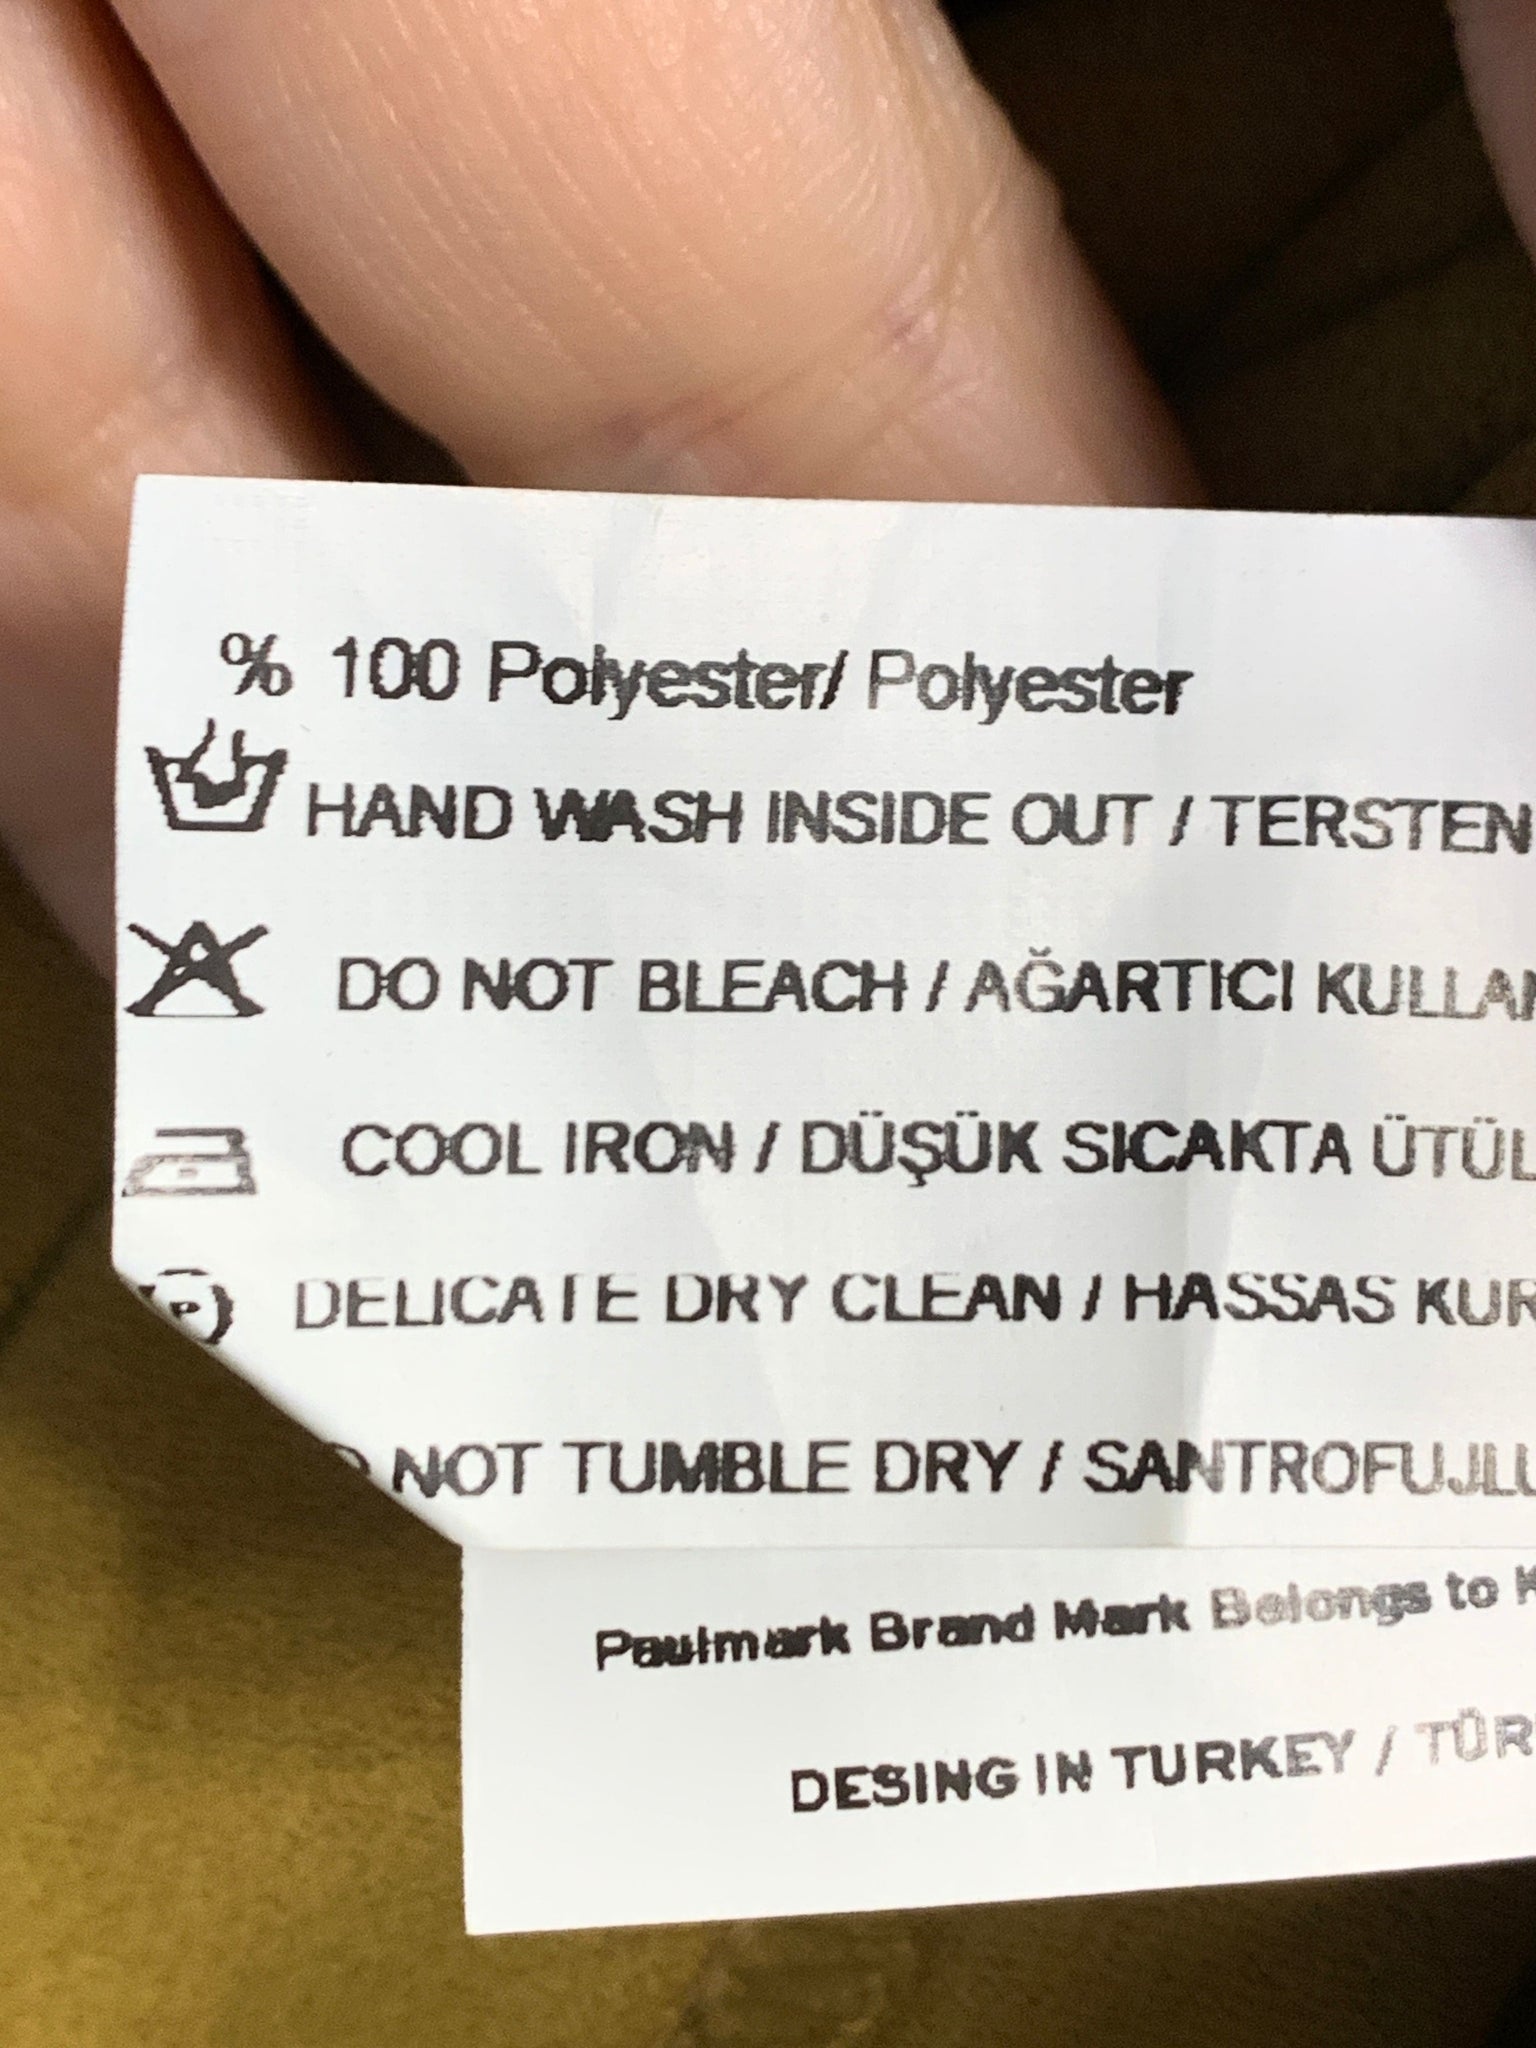 % 100 Polyester/ Polyester
HAND WASH INSIDE OUT / TERSTEN
DO NOT BLEACH / AĞARTICI
COOL IRON / DÜŞÜK SICAKTA
P DELICATE DRY CLEAN / HASSAS
NOT TUMBLE DRY /
Paulmark Brand Mark Belongs to
DESING IN TURKEY /